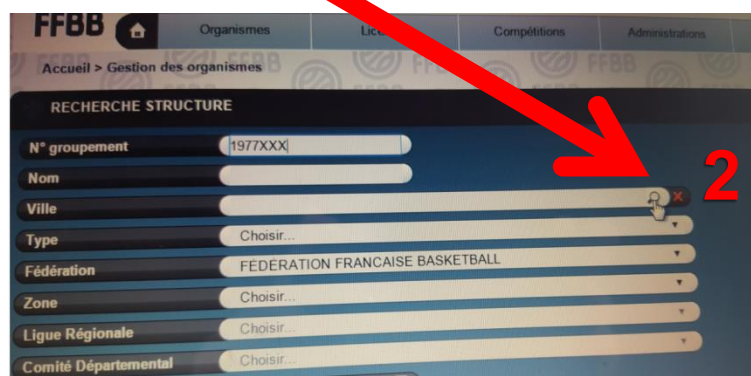 FFBB Organismes Lice Compétitions Administrations
Accueil > Gestion des organismes
RECHERCHE STRUCTURE
N° groupement 1977XXX
Nom
Ville
2
Type Choisir...
Fédération FEDERATION FRANCAISE BASKETBALL
Zone Choisir...
Ligue Régionale Choisir...
Comité Départemental Choisir...